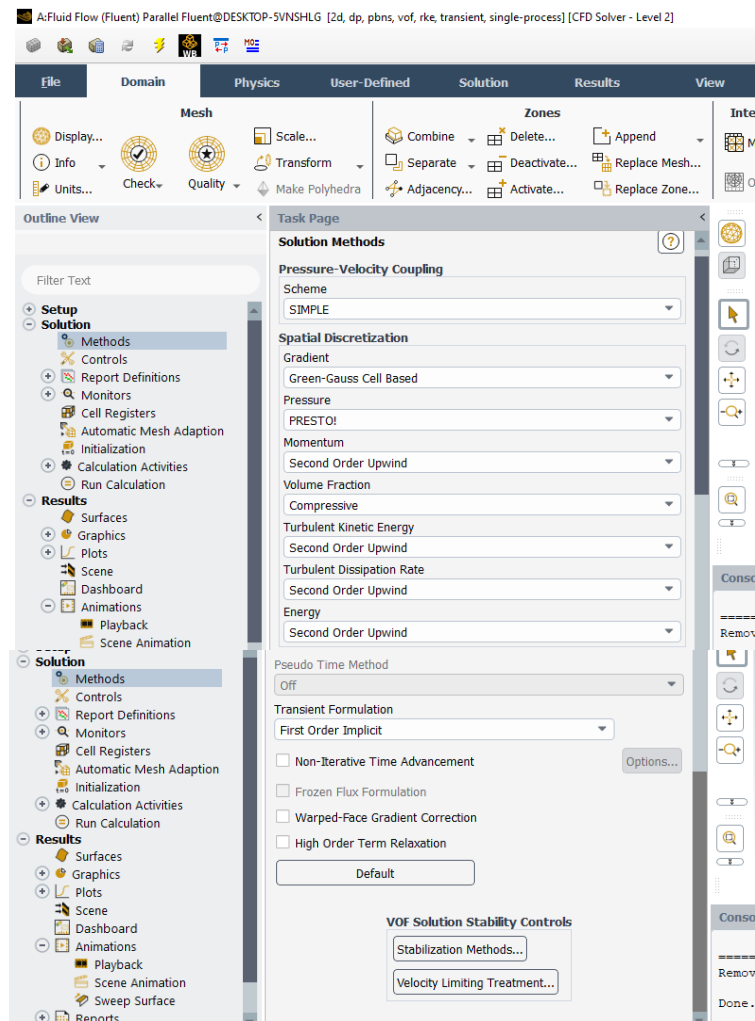 A:Fluid Flow (Fluent) Parallel Fluent@DESKTOP-5VNSHLG [2d, dp, pbns, vof, rke, transient, single-process] [CFD Solver - Level 2]
WB
File Domain Physics User-Defined Solution Results View
Mesh Zones Inte
Display... Scale... Combine Delete... Append M
Info Transform Separate Deactivate... Replace Mesh...
Units... Check Quality Make Polyhedra Adjacency... Activate... Replace Zone... O
Outline View < Task Page <
Filter Text
Setup
Solution
Methods
Controls
Report Definitions
Monitors
Cell Registers
Automatic Mesh Adaption
Initialization
Calculation Activities
Run Calculation
Results
Surfaces
Graphics
Plots
Scene
Dashboard
Animations
Playback
Scene Animation
Solution Methods ?
Pressure-Velocity Coupling
Scheme
SIMPLE
Spatial Discretization
Gradient
Green-Gauss Cell Based
Pressure
PRESTO!
Momentum
Second Order Upwind
Volume Fraction
Compressive
Turbulent Kinetic Energy
Second Order Upwind
Turbulent Dissipation Rate
Second Order Upwind
Energy
Second Order Upwind
Conso
=====
Remov
Solution
Methods
Controls
Report Definitions
Monitors
Cell Registers
Automatic Mesh Adaption
Initialization
Calculation Activities
Run Calculation
Results
Surfaces
Graphics
Plots
Scene
Dashboard
Animations
Playback
Scene Animation
Sweep Surface
Reports
Pseudo Time Method
Off
Transient Formulation
First Order Implicit
Non-Iterative Time Advancement Options...
Frozen Flux Formulation
Warped-Face Gradient Correction
High Order Term Relaxation
Default
VOF Solution Stability Controls
Stabilization Methods...
Velocity Limiting Treatment...
Conso
=====
Remov
Done.